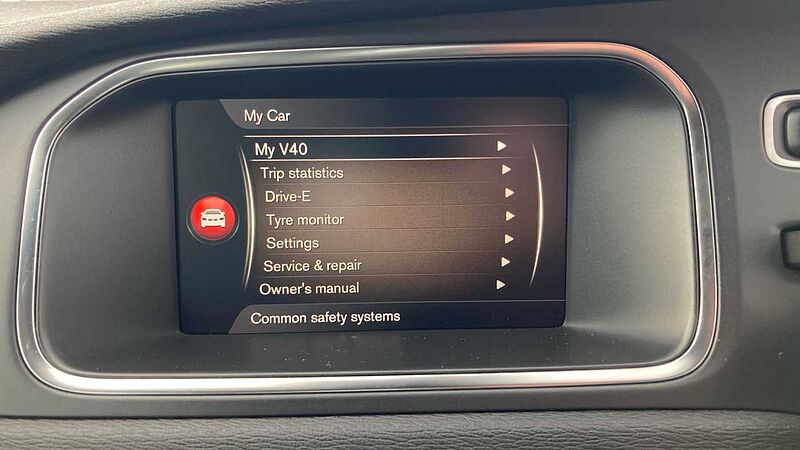 My Car
My V40
Trip statistics
Drive-E
Tyre monitor
Settings
Service & repair
Owner's manual
Common safety systems